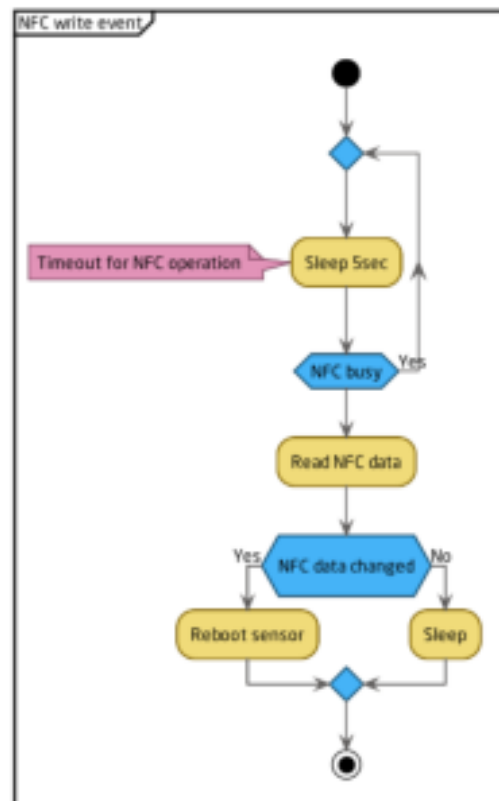 NFC write event
Timeout for NFC operation
Sleep 5sec
Yes
NFC busy
Read NFC data
Yes
NFC data changed
No
Reboot sensor
Sleep